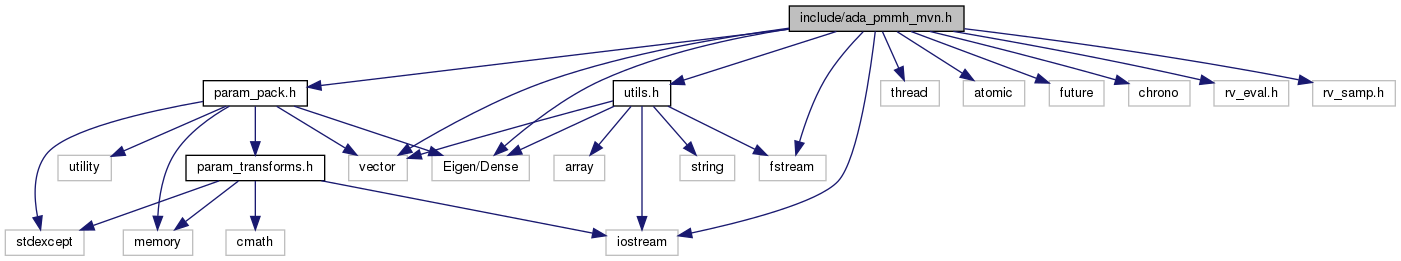 include/ada_pmmh_mvn.h
param_pack.h
utils.h
thread
atomic
future
chrono
rv_eval.h
rv_samp.h
utility
param_transforms.h
vector
Eigen/Dense
array
string
fstream
stdexcept
memory
cmath
iostream